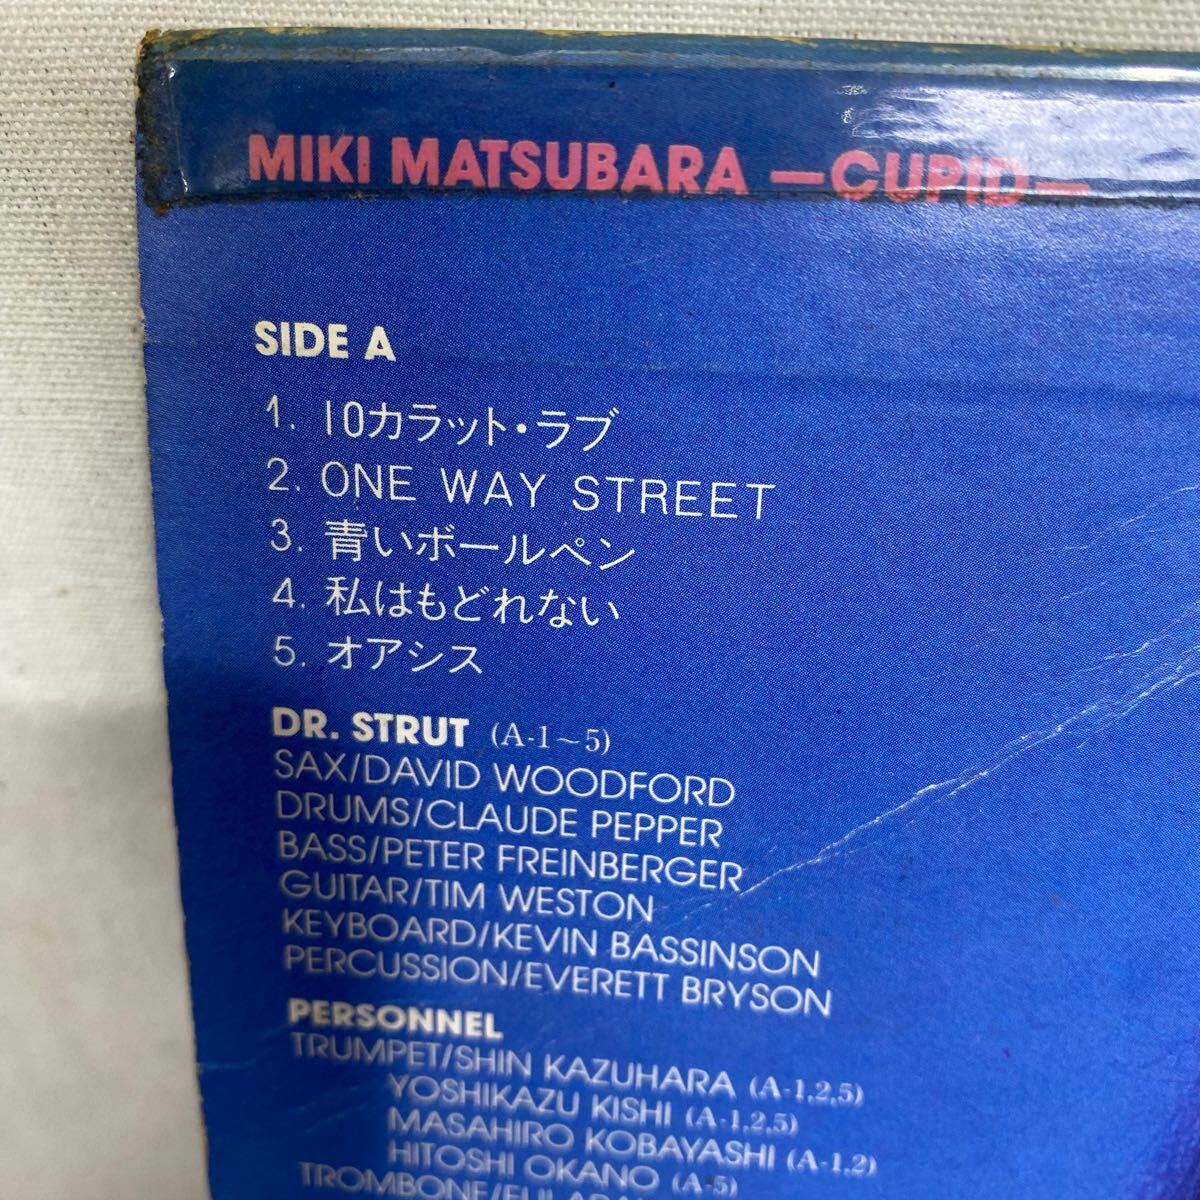 MIKI MATSUBARA —CUPID—
SIDE A
1. 10カラット・ラブ
2. ONE WAY STREET
3. 青いボールペン
4. 私はもどれない
5. オアシス
DR. STRUT (A-1~5)
SAX/DAVID WOODFORD
DRUMS/CLAUDE PEPPER
BASS/PETER FREINBERGER
GUITAR/TIM WESTON
KEYBOARD/KEVIN BASSINSON
PERCUSSION/EVERETT BRYSON
PERSONNEL
TRUMPET/SHIN KAZUHARA (A-1,2,5)
YOSHIKAZU KISHI (A-1,2,5)
MASAHIRO KOBAYASHI (A-1,2)
HITOSHI OKANO (A-5)
TROMBONE/